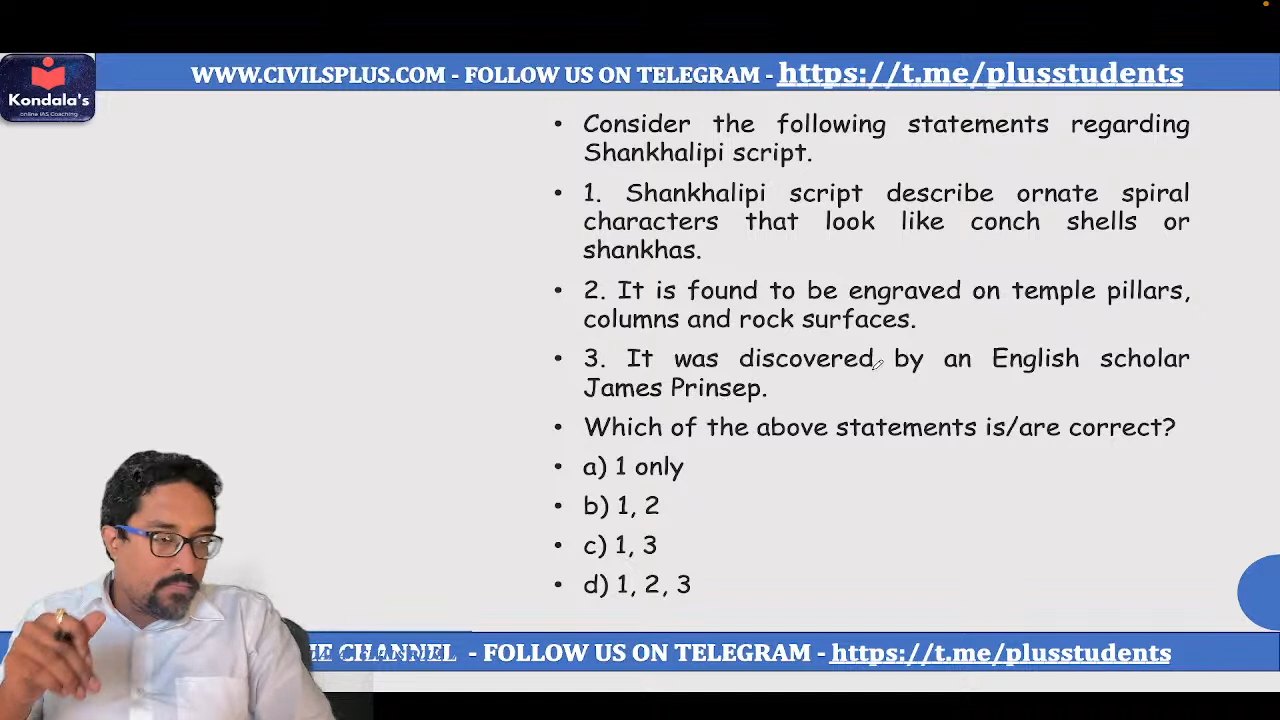 WWW.CIVILSPLUS.COM - FOLLOW US ON TELEGRAM - https://t.me/plusstudents
Kondala's
online IAS Coaching
• Consider the following statements regarding
Shankhalipi script.
• 1. Shankhalipi script describe ornate spiral
characters that look like conch shells or
shankhas.
• 2. It is found to be engraved on temple pillars,
columns and rock surfaces.
• 3. It was discovered by an English scholar
James Prinsep.
• Which of the above statements is/are correct?
• a) 1 only
• b) 1, 2
• c) 1, 3
• d) 1, 2, 3
CHANNEL - FOLLOW US ON TELEGRAM - https://t.me/plusstudents